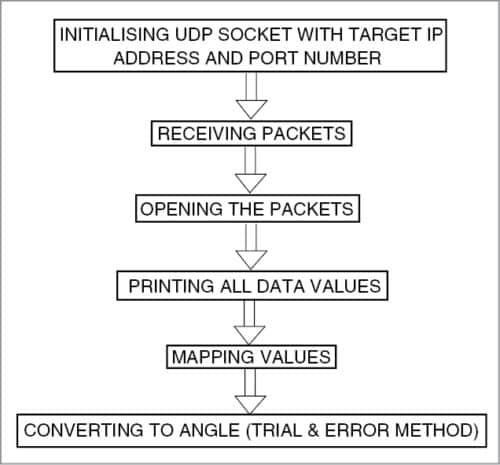 INITIALISING UDP SOCKET WITH TARGET IP
ADDRESS AND PORT NUMBER
RECEIVING PACKETS
OPENING THE PACKETS
PRINTING ALL DATA VALUES
MAPPING VALUES
CONVERTING TO ANGLE (TRIAL & ERROR METHOD)